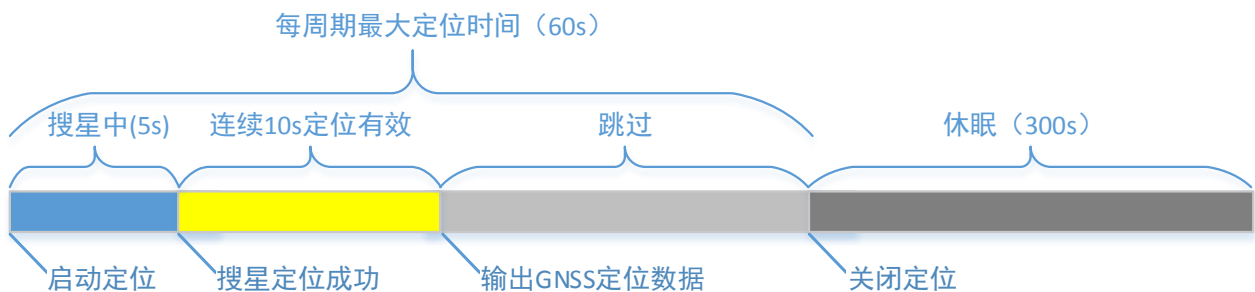 每周期最大定位时间（60s）
搜星中(5s)
连续10s定位有效
跳过
休眠（300s）
启动定位
搜星定位成功
输出GNSS定位数据
关闭定位